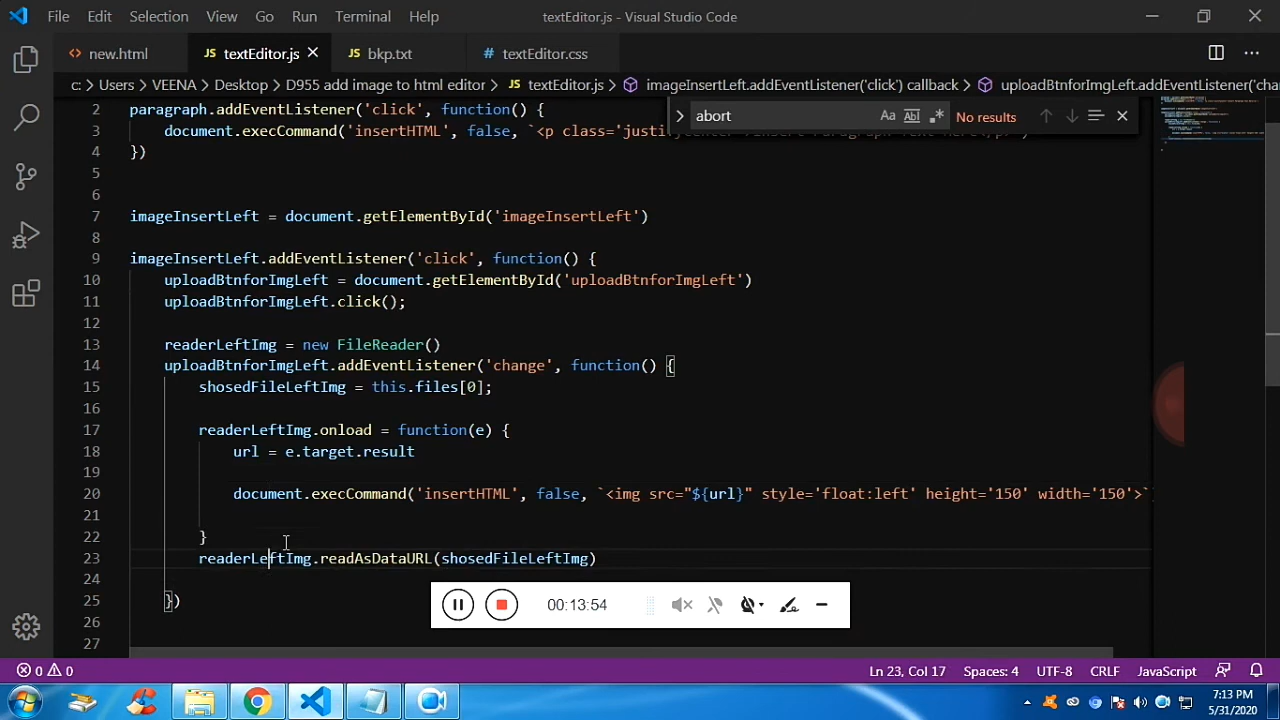 File Edit Selection View Go Run Terminal Help textEditor.js - Visual Studio Code
new.html JS textEditor.js JS bkp.txt # textEditor.css
c: > Users > VEENA > Desktop > D955 add image to html editor > JS textEditor.js > imageInsertLeft.addEventListener('click') callback > uploadBtnforImgLeft.addEventListener('cha
abort Aa Abl No results
2 paragraph.addEventListener('click', function() {
3 document.execCommand('insertHTML', false, `<p class='justify
4 })
5
6
7 imageInsertLeft = document.getElementById('imageInsertLeft')
8
9 imageInsertLeft.addEventListener('click', function() {
10 uploadBtnforImgLeft = document.getElementById('uploadBtnforImgLeft')
11 uploadBtnforImgLeft.click();
12
13 readerLeftImg = new FileReader()
14 uploadBtnforImgLeft.addEventListener('change', function() {
15 shosedFileLeftImg = this.files[0];
16
17 readerLeftImg.onload = function(e) {
18 url = e.target.result
19
20 document.execCommand('insertHTML', false, `<img src="${url}" style='float:left' height='150' width='150'>`
21
22 }
23 readerLeftImg.readAsDataURL(shosedFileLeftImg)
24
25 })
26
27
00:13:54
0 0 Ln 23, Col 17 Spaces: 4 UTF-8 CRLF JavaScript
7:13 PM
5/31/2020